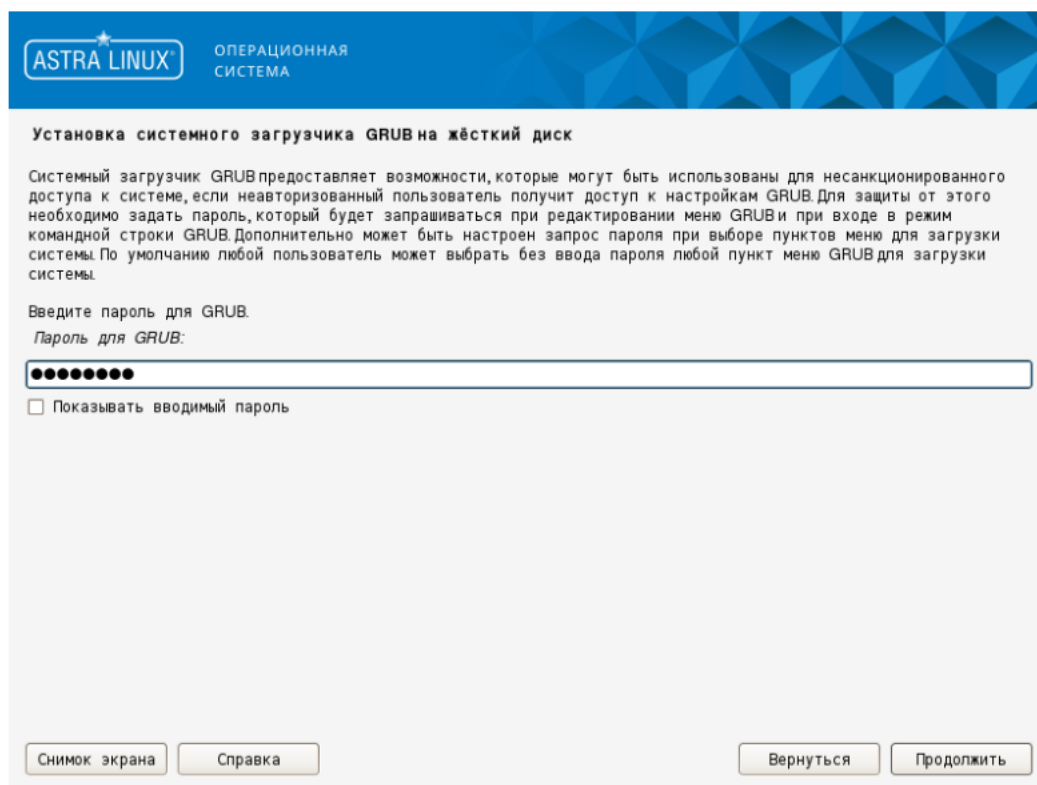 ASTRA LINUX®
ОПЕРАЦИОННАЯ
СИСТЕМА
Установка системного загрузчика GRUB на жёсткий диск
Системный загрузчик GRUB предоставляет возможности, которые могут быть использованы для несанкционированного
доступа к системе, если неавторизованный пользователь получит доступ к настройкам GRUB. Для защиты от этого
необходимо задать пароль, который будет запрашиваться при редактировании меню GRUB и при входе в режим
командной строки GRUB. Дополнительно может быть настроен запрос пароля при выборе пунктов меню для загрузки
системы. По умолчанию любой пользователь может выбрать без ввода пароля любой пункт меню GRUB для загрузки
системы.
Введите пароль для GRUB.
Пароль для GRUB:
●●●●●●●●
Показывать вводимый пароль
Снимок экрана
Справка
Вернуться
Продолжить